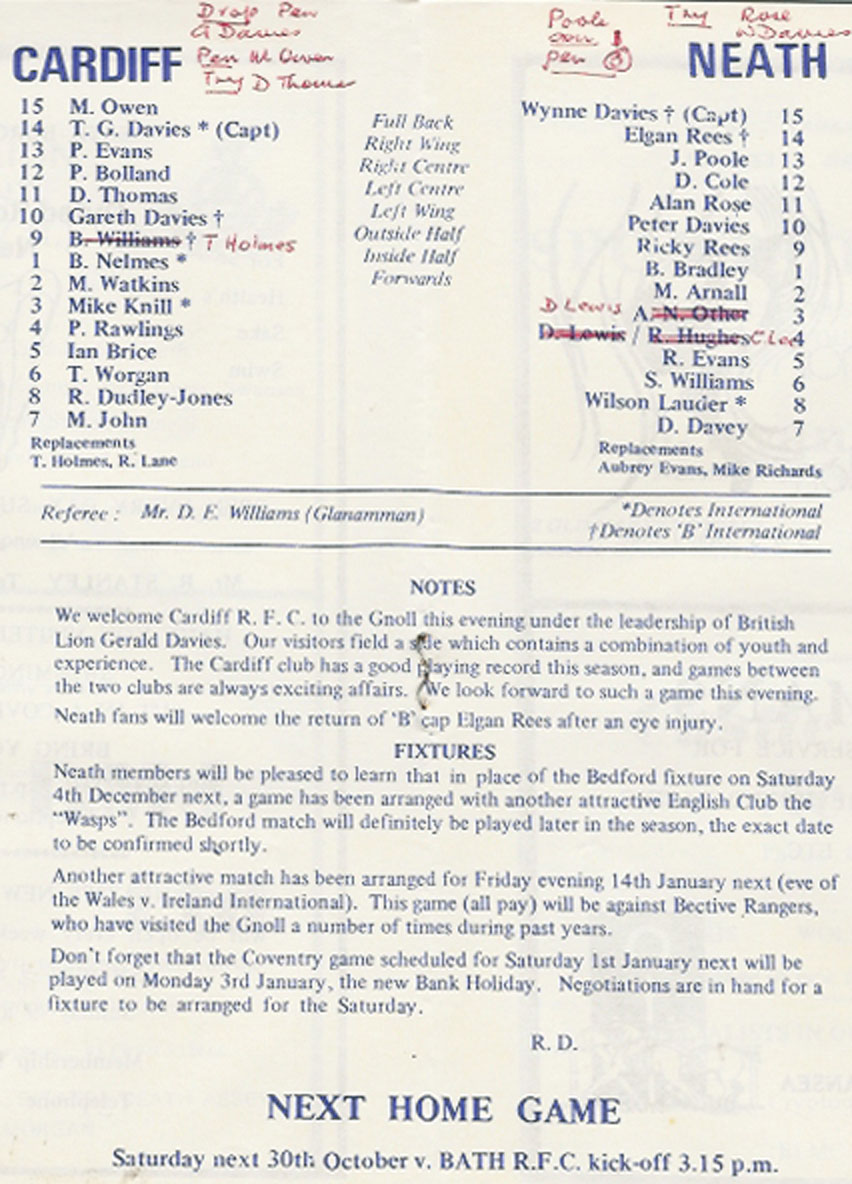 Drop Pen
G Davies
Pen M Owen
Try D Thomas
Poole
con 1
pen 3
Try Rose
W Davies
CARDIFF
15 M. Owen
14 T. G. Davies * (Capt)
13 P. Evans
12 P. Bolland
11 D. Thomas
10 Gareth Davies †
9 B. Williams † T Holmes
1 B. Nelmes *
2 M. Watkins
3 Mike Knill *
4 P. Rawlings
5 Ian Brice
6 T. Worgan
8 R. Dudley-Jones
7 M. John
Replacements
T. Holmes, R. Lane
Full Back
Right Wing
Right Centre
Left Centre
Left Wing
Outside Half
Inside Half
Forwards
NEATH
Wynne Davies † (Capt) 15
Elgan Rees † 14
J. Poole 13
D. Cole 12
Alan Rose 11
Peter Davies 10
Ricky Rees 9
B. Bradley 1
M. Arnall 2
D Lewis A. N. Other 3
D. Lewis / R. Hughes 4
R. Evans 5
S. Williams 6
Wilson Lauder * 8
D. Davey 7
Replacements
Aubrey Evans, Mike Richards
Referee : Mr. D. E. Williams (Glanamman)
*Denotes International
†Denotes 'B' International
NOTES
We welcome Cardiff R. F. C. to the Gnoll this evening under the leadership of British
Lion Gerald Davies. Our visitors field a side which contains a combination of youth and
experience. The Cardiff club has a good playing record this season, and games between
the two clubs are always exciting affairs. We look forward to such a game this evening.
Neath fans will welcome the return of 'B' cap Elgan Rees after an eye injury.
FIXTURES
Neath members will be pleased to learn that in place of the Bedford fixture on Saturday
4th December next, a game has been arranged with another attractive English Club the
"Wasps". The Bedford match will definitely be played later in the season, the exact date
to be confirmed shortly.
Another attractive match has been arranged for Friday evening 14th January next (eve of
the Wales v. Ireland International). This game (all pay) will be against Bective Rangers,
who have visited the Gnoll a number of times during past years.
Don't forget that the Coventry game scheduled for Saturday 1st January next will be
played on Monday 3rd January, the new Bank Holiday. Negotiations are in hand for a
fixture to be arranged for the Saturday.
R. D.
NEXT HOME GAME
Saturday next 30th October v. BATH R.F.C. kick-off 3.15 p.m.